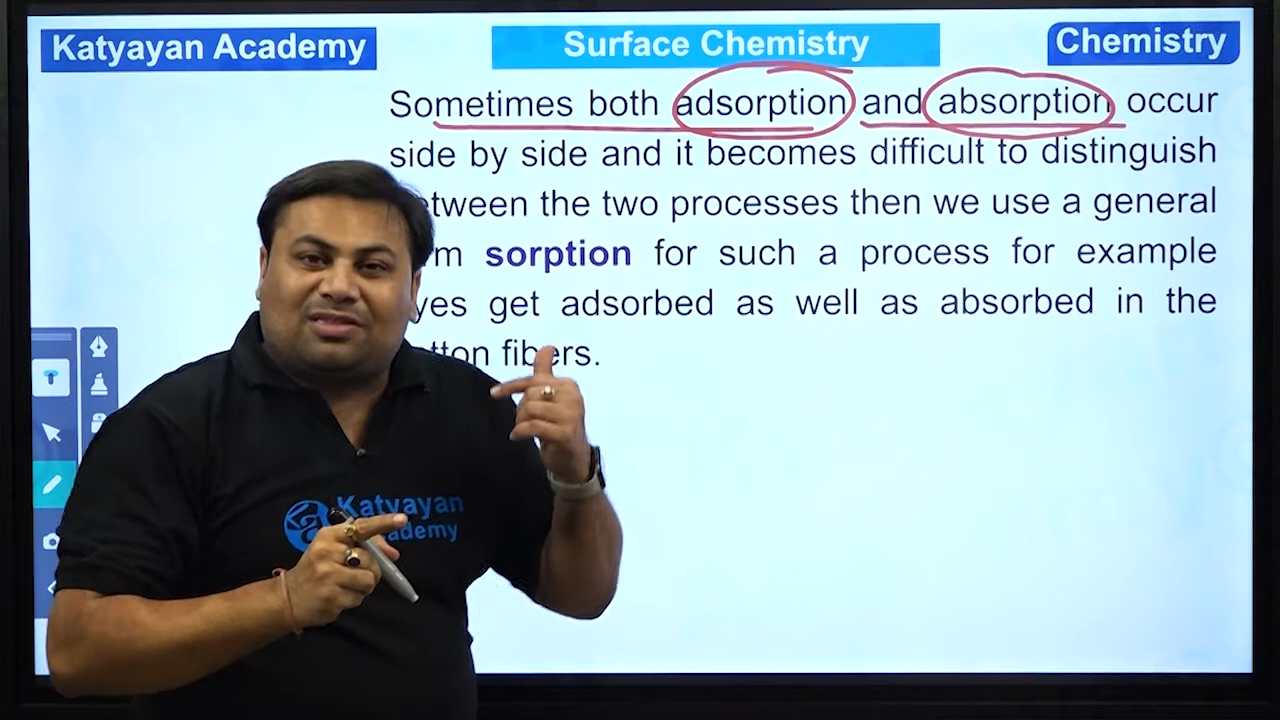 Katyayan Academy
Surface Chemistry
Chemistry
Sometimes both adsorption and absorption occur
side by side and it becomes difficult to distinguish
the two processes then we use a general
sorption for such a process for example
get adsorbed as well as absorbed in the
fibers.
Katyayan
Academy